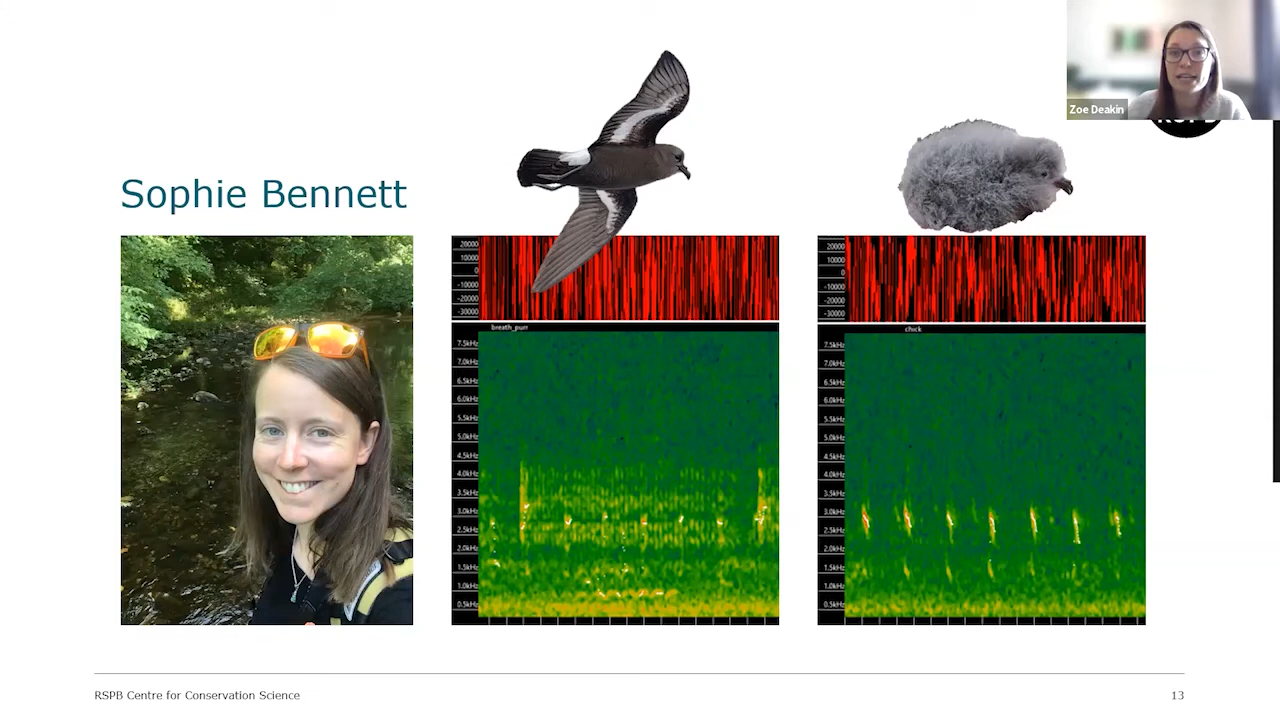 Zoe Deakin
RSPB
Sophie Bennett
20000
10000
0
-10000
-20000
-30000
breath_purr
7.5kHz
7.0kHz
6.5kHz
6.0kHz
5.5kHz
5.0kHz
4.5kHz
4.0kHz
3.5kHz
3.0kHz
2.5kHz
2.0kHz
1.5kHz
1.0kHz
0.5kHz
20000
10000
0
-10000
-20000
-30000
chick
7.5kHz
7.0kHz
6.5kHz
6.0kHz
5.5kHz
5.0kHz
4.5kHz
4.0kHz
3.5kHz
3.0kHz
2.5kHz
2.0kHz
1.5kHz
1.0kHz
0.5kHz
RSPB Centre for Conservation Science
13